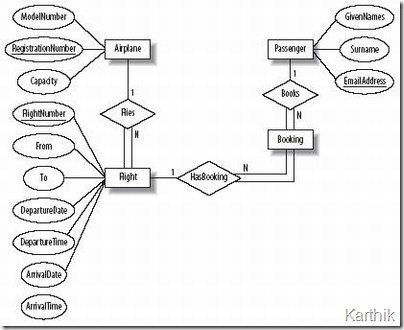 ModelNumber
GivenNames
RegistrationNumber
Airplane
Passenger
Surname
Capacity
EmailAddress
1
1
Flies
Books
FlightNumber
N
N
From
Booking
To
Flight
1
HasBooking
N
DepartureDate
DepartureTime
ArrivalDate
ArrivalTime
Karthik